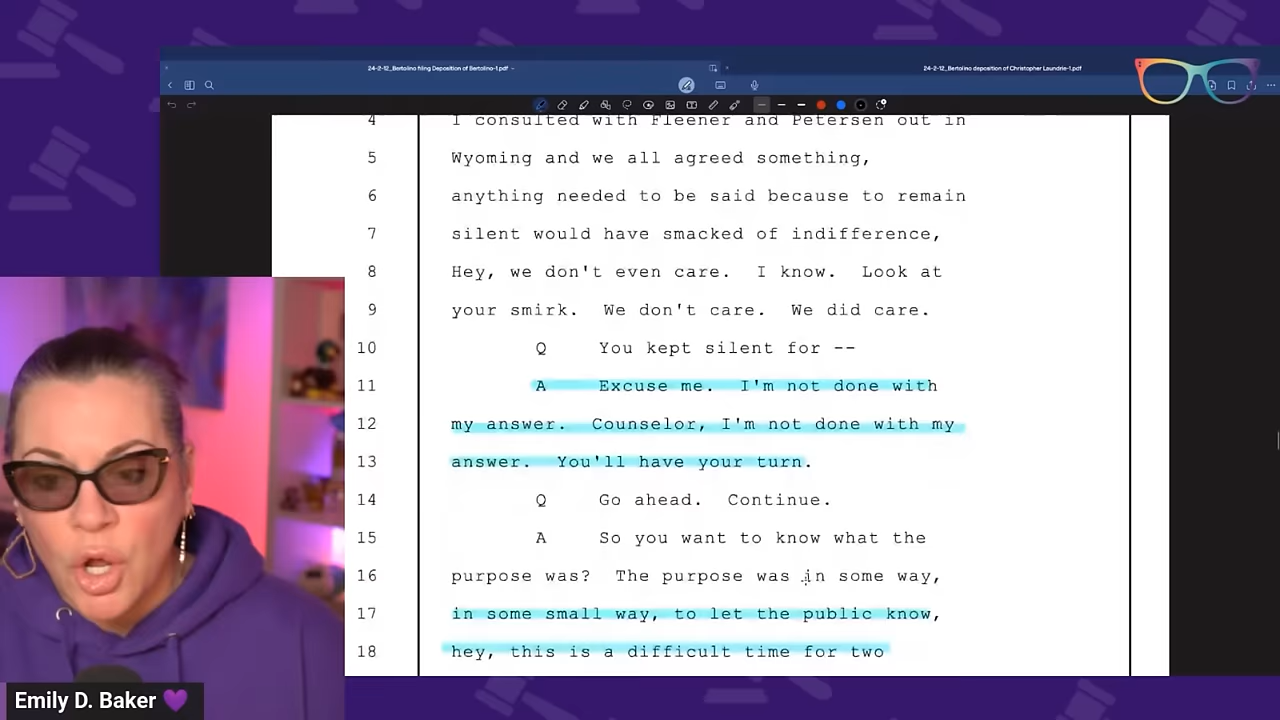 24-2-12_Bertolino filing Deposition of Bertolino-1.pdf
24-2-12_Bertolino deposition of Christopher Laundrie-1.pdf
4 I consulted with Fleener and Petersen out in
5 Wyoming and we all agreed something,
6 anything needed to be said because to remain
7 silent would have smacked of indifference,
8 Hey, we don't even care. I know. Look at
9 your smirk. We don't care. We did care.
10 Q You kept silent for --
11 A Excuse me. I'm not done with
12 my answer. Counselor, I'm not done with my
13 answer. You'll have your turn.
14 Q Go ahead. Continue.
15 A So you want to know what the
16 purpose was? The purpose was in some way,
17 in some small way, to let the public know,
18 hey, this is a difficult time for two
Emily D. Baker 💜